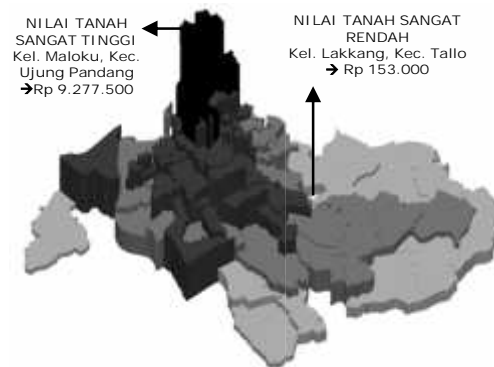 NILAI TANAH
SANGAT TINGGI
Kel. Maloku, Kec.
Ujung Pandang
➔Rp 9.277.500
NILAI TANAH SANGAT
RENDAH
Kel. Lakkang, Kec. Tallo
➔ Rp 153.000